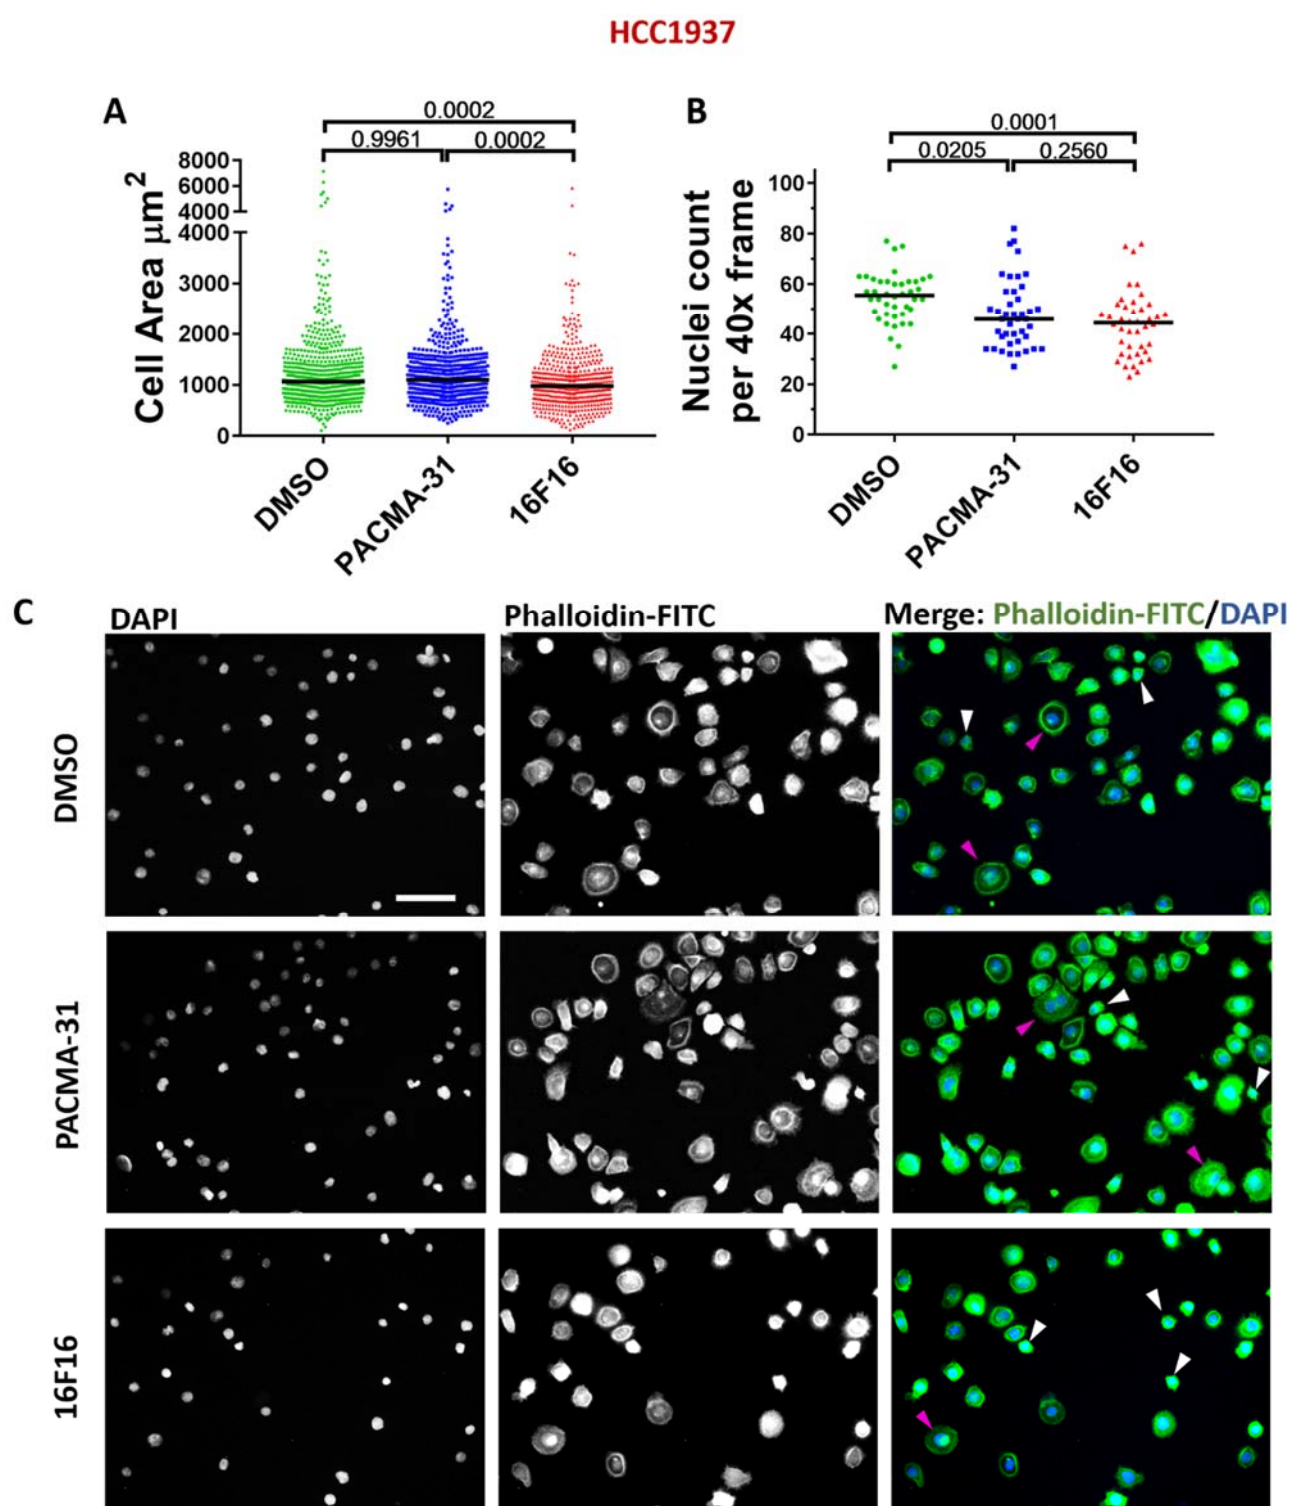 HCC1937
A
0.0002
0.9961
0.0002
Cell Area μm²
8000
6000
4000
4000
3000
2000
1000
0
DMSO
PACMA-31
16F16
B
0.0001
0.0205
0.2560
Nuclei count
per 40x frame
100
80
60
40
20
0
DMSO
PACMA-31
16F16
C
DAPI
Phalloidin-FITC
Merge: Phalloidin-FITC/DAPI
DMSO
PACMA-31
16F16